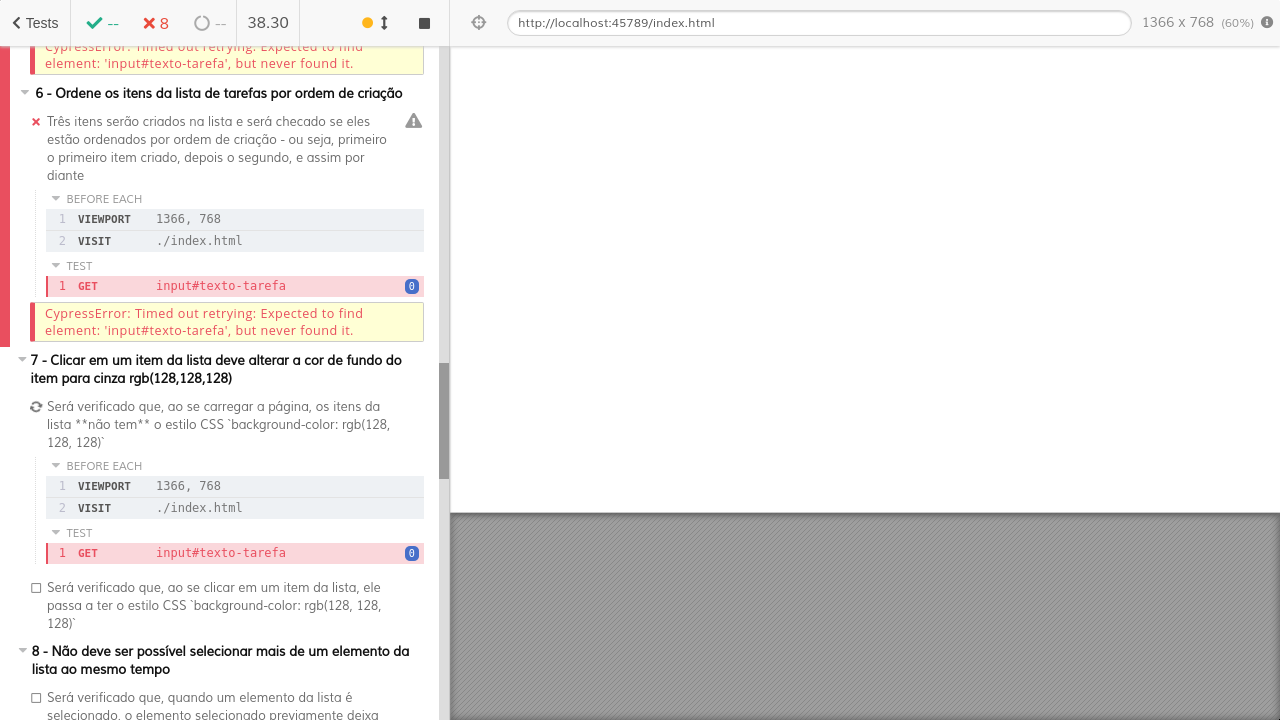 Tests -- 8 -- 38.30 http://localhost:45789/index.html 1366 x 768 (60%)
CypressError: Timed out retrying: Expected to find
element: 'input#texto-tarefa', but never found it.
6 - Ordene os itens da lista de tarefas por ordem de criação
Três itens serão criados na lista e será checado se eles
estão ordenados por ordem de criação - ou seja, primeiro
o primeiro item criado, depois o segundo, e assim por
diante
BEFORE EACH
1 VIEWPORT 1366, 768
2 VISIT ./index.html
TEST
1 GET input#texto-tarefa 0
CypressError: Timed out retrying: Expected to find
element: 'input#texto-tarefa', but never found it.
7 - Clicar em um item da lista deve alterar a cor de fundo do
item para cinza rgb(128,128,128)
Será verificado que, ao se carregar a página, os itens da
lista **não tem** o estilo CSS `background-color: rgb(128,
128, 128)`
BEFORE EACH
1 VIEWPORT 1366, 768
2 VISIT ./index.html
TEST
1 GET input#texto-tarefa 0
Será verificado que, ao se clicar em um item da lista, ele
passa a ter o estilo CSS `background-color: rgb(128, 128,
128)`
8 - Não deve ser possível selecionar mais de um elemento da
lista ao mesmo tempo
Será verificado que, quando um elemento da lista é
selecionado, o elemento selecionado previamente deixa